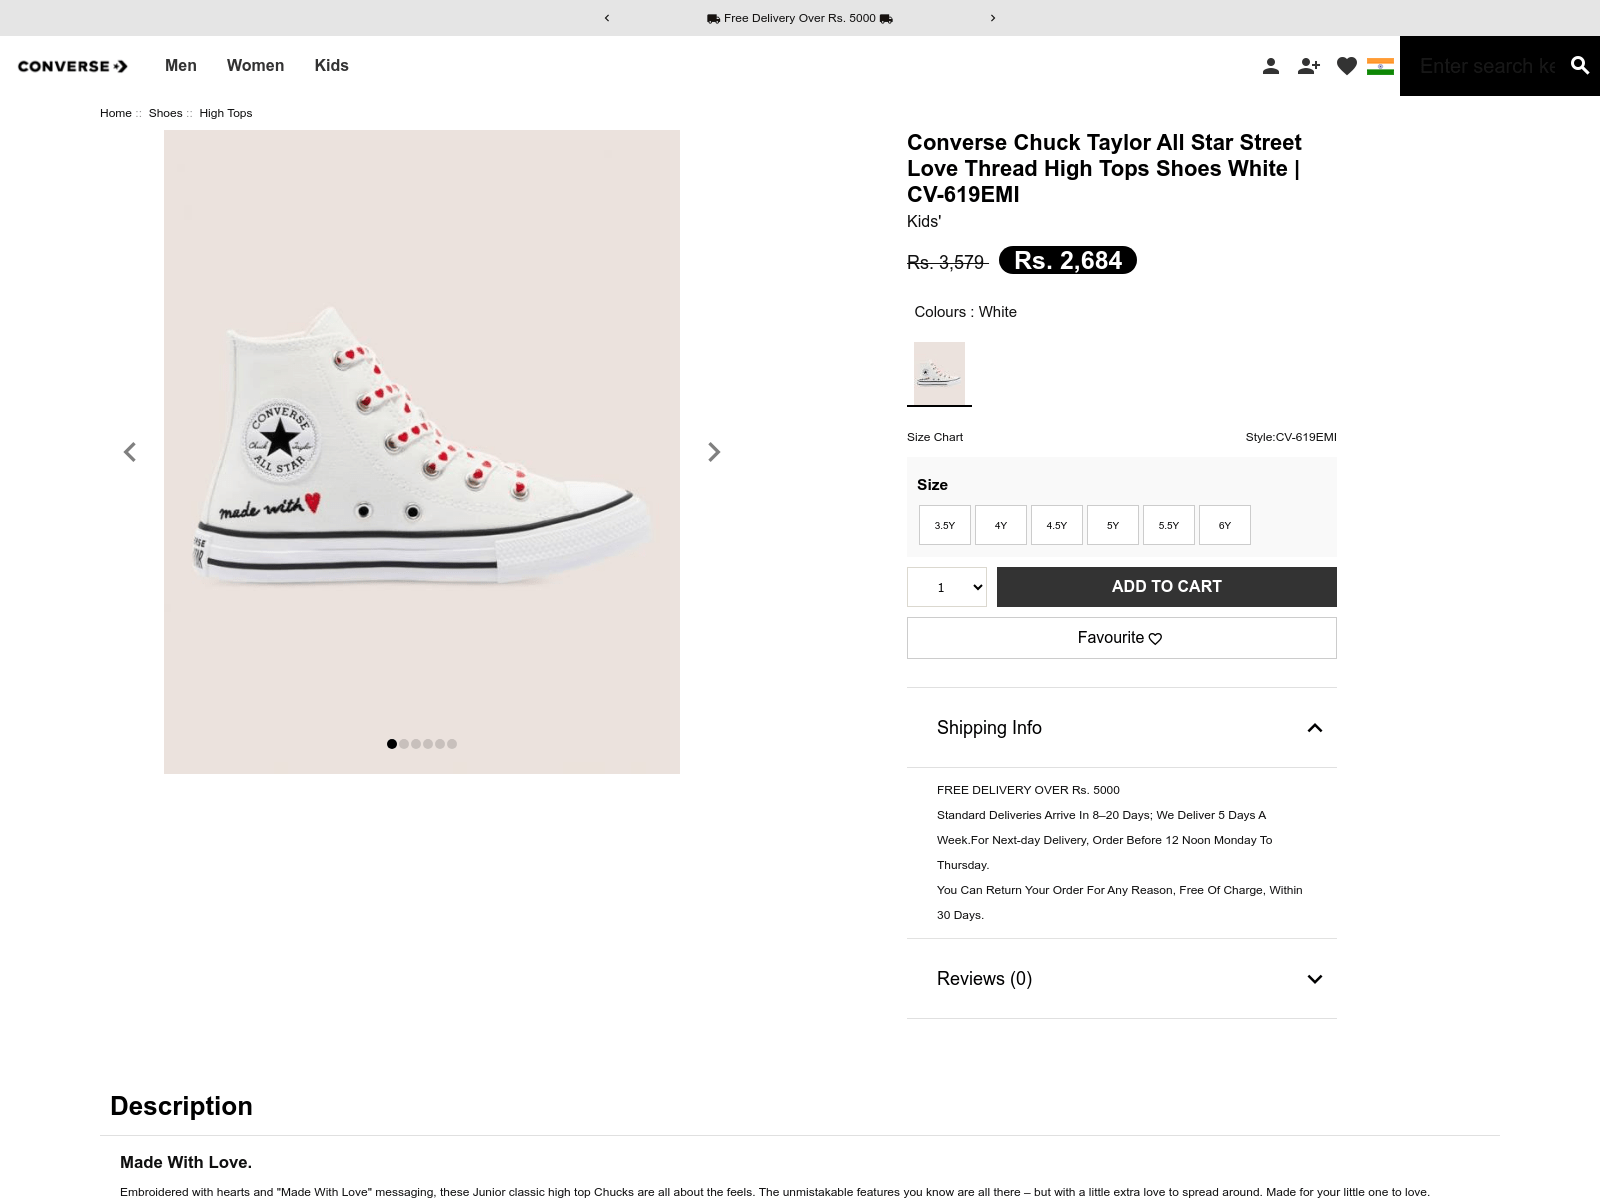 Free Delivery Over Rs. 5000
CONVERSE
Men Women Kids
Enter search ke
Home :: Shoes :: High Tops
Converse Chuck Taylor All Star Street
Love Thread High Tops Shoes White |
CV-619EMI
Kids'
Rs. 3,579 Rs. 2,684
Colours : White
CONVERSE
Chuck Taylor
ALL STAR
made with
Size Chart Style:CV-619EMI
Size
3.5Y 4Y 4.5Y 5Y 5.5Y 6Y
1 ADD TO CART
Favourite
Shipping Info
FREE DELIVERY OVER Rs. 5000
Standard Deliveries Arrive In 8–20 Days; We Deliver 5 Days A
Week.For Next-day Delivery, Order Before 12 Noon Monday To
Thursday.
You Can Return Your Order For Any Reason, Free Of Charge, Within
30 Days.
Reviews (0)
Description
Made With Love.
Embroidered with hearts and "Made With Love" messaging, these Junior classic high top Chucks are all about the feels. The unmistakable features you know are all there – but with a little extra love to spread around. Made for your little one to love.